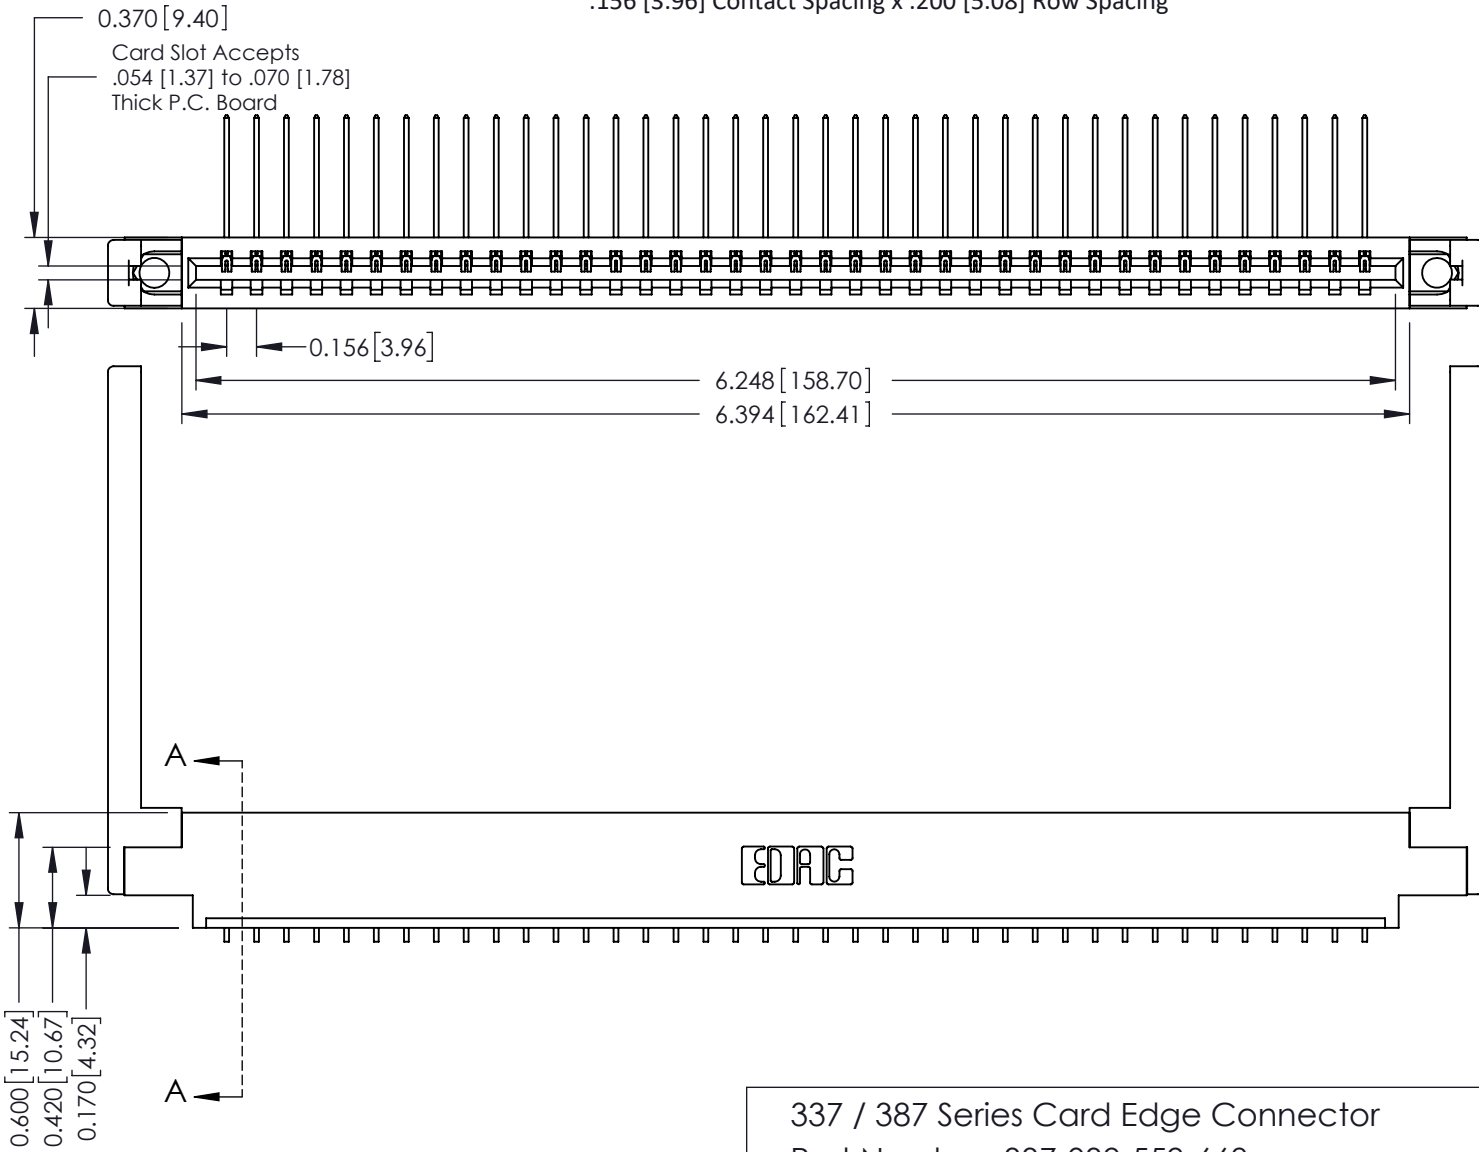 .156 [3.96] Contact Spacing x .200 [5.08] Row Spacing
0.370[9.40]
Card Slot Accepts
.054 [1.37] to .070 [1.78]
Thick P.C. Board
0.156[3.96]
6.248[158.70]
6.394[162.41]
A
EDAC
0.600[15.24]
0.420[10.67]
0.170[4.32]
A
337 / 387 Series Card Edge Connector